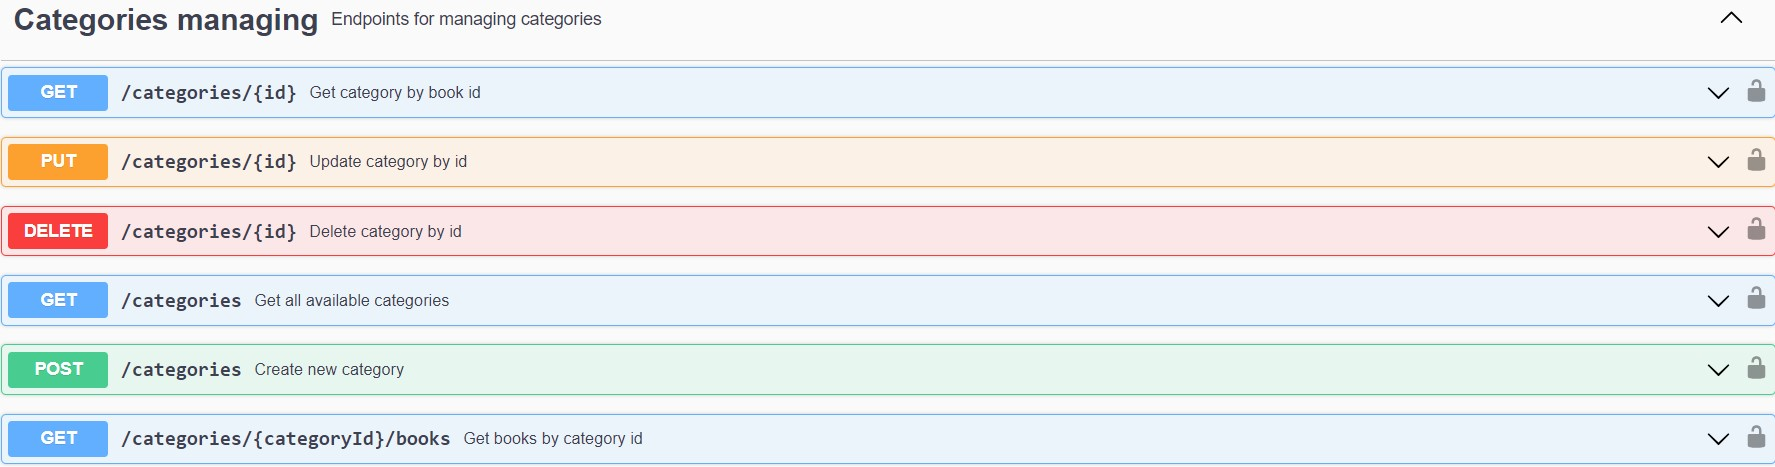 Categories managing Endpoints for managing categories
GET /categories/{id} Get category by book id
PUT /categories/{id} Update category by id
DELETE /categories/{id} Delete category by id
GET /categories Get all available categories
POST /categories Create new category
GET /categories/{categoryId}/books Get books by category id